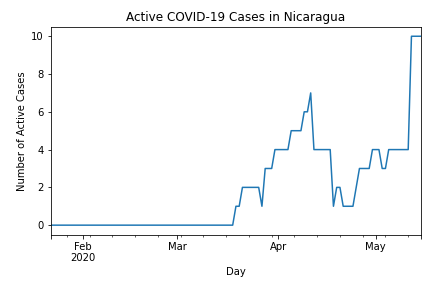 Active COVID-19 Cases in Nicaragua
10
8
6
4
2
0
Number of Active Cases
Feb
2020
Mar
Apr
May
Day